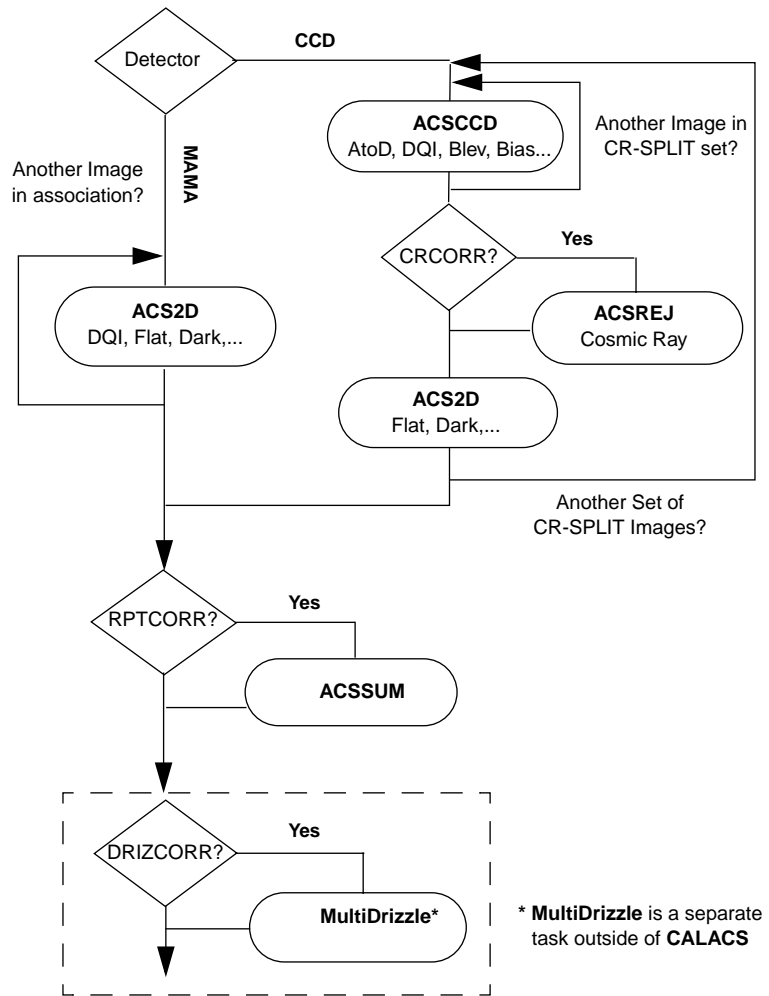 CCD
Detector
MAMA
Another Image
in association?
ACSCCD
AtoD, DQI, Blev, Bias...
Another Image in
CR-SPLIT set?
CRCORR?
Yes
ACSREJ
Cosmic Ray
ACS2D
DQI, Flat, Dark,...
ACS2D
Flat, Dark,...
Another Set of
CR-SPLIT Images?
RPTCORR?
Yes
ACSSUM
DRIZCORR?
Yes
MultiDrizzle*
* MultiDrizzle is a separate
task outside of CALACS